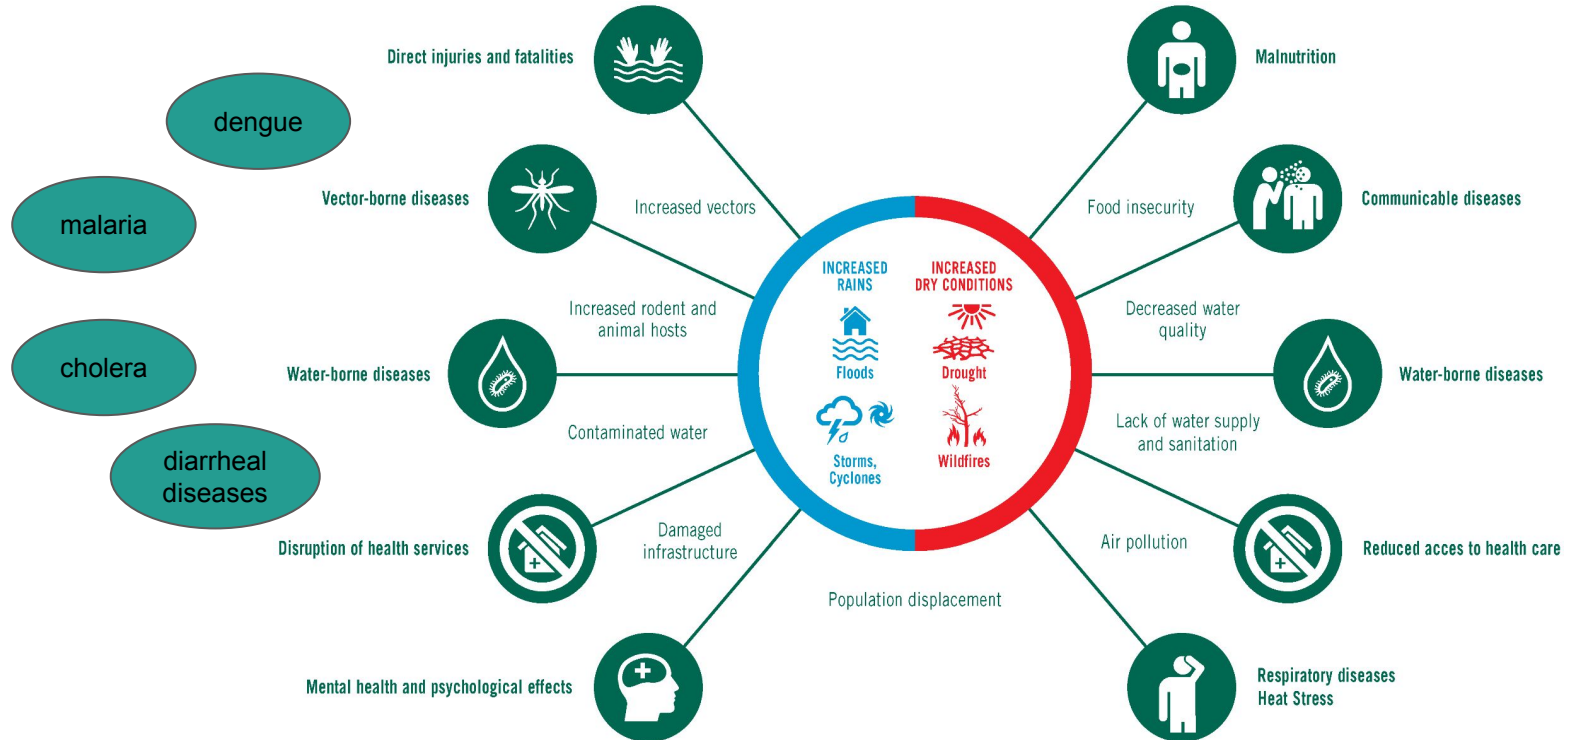 Direct injuries and fatalities
Malnutrition
dengue
Vector-borne diseases
Increased vectors
Food insecurity
Communicable diseases
malaria
INCREASED
RAINS
INCREASED
DRY CONDITIONS
Increased rodent and
animal hosts
Decreased water
quality
cholera
Water-borne diseases
Floods
Drought
Water-borne diseases
Contaminated water
Lack of water supply
and sanitation
Storms,
Cyclones
Wildfires
diarrheal
diseases
Disruption of health services
Damaged
infrastructure
Air pollution
Reduced acces to health care
Population displacement
Mental health and psychological effects
Respiratory diseases
Heat Stress